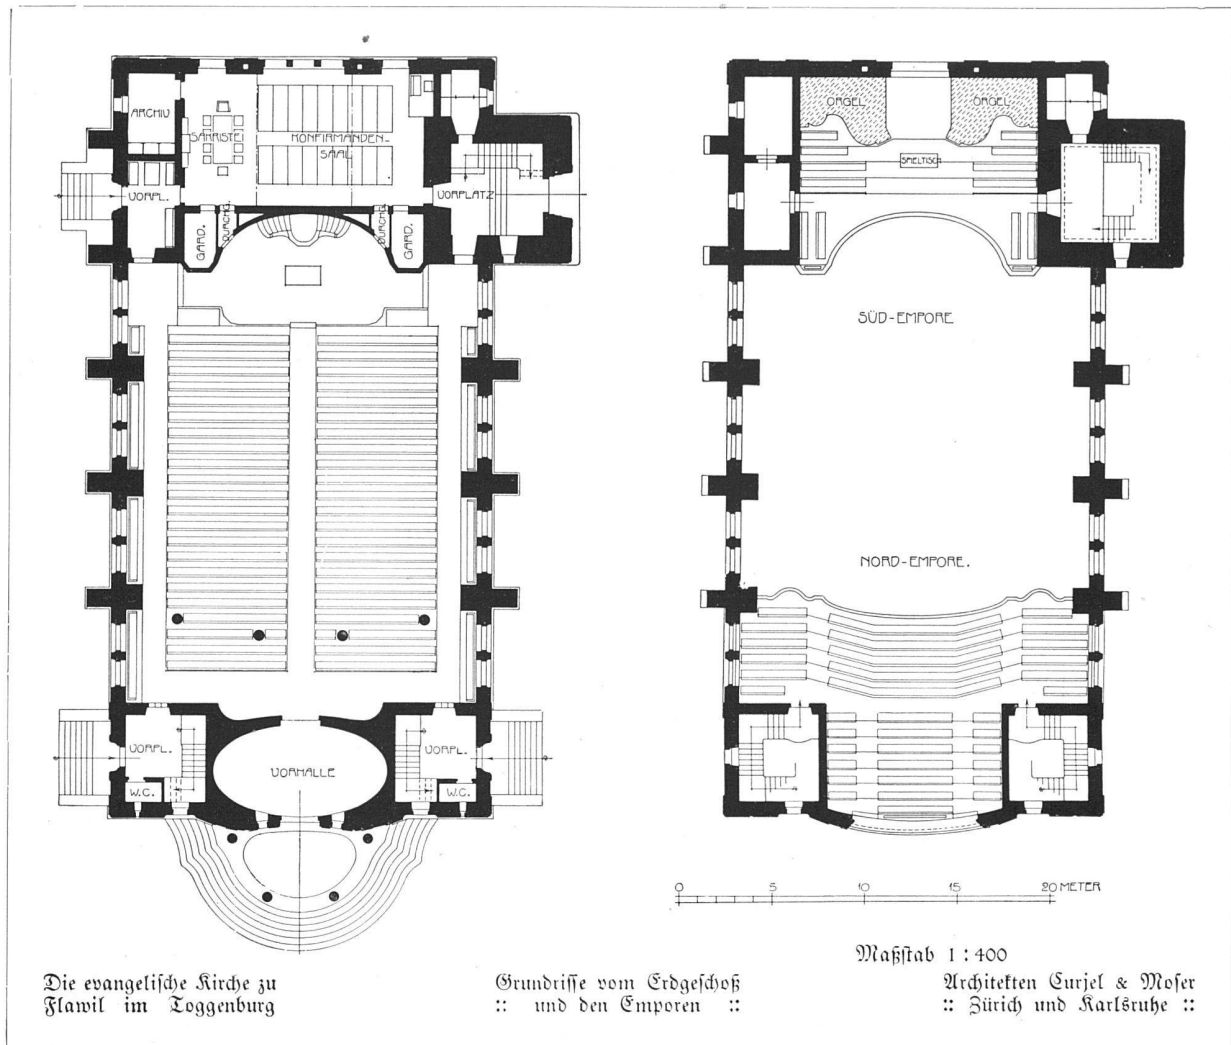 ARCHIV
SAKRISTEI
KONFIRMANDEN-
SAAL
VORPL.
VORPLATZ
GARD.
DURCHG.
DURCHG.
GARD.
VORPL.
VORPL.
W.C.
VORHALLE
W.C.
ORGEL
ORGEL
SPIELTISCH
SÜD-EMPORE
NORD-EMPORE.
0 5 10 15 20 METER
Maßstab 1:400
Die evangelische Kirche zu
Flawil im Toggenburg
Grundrisse vom Erdgeschoß
:: und den Emporen ::
Architekten Curjel & Moser
:: Zürich und Karlsruhe ::